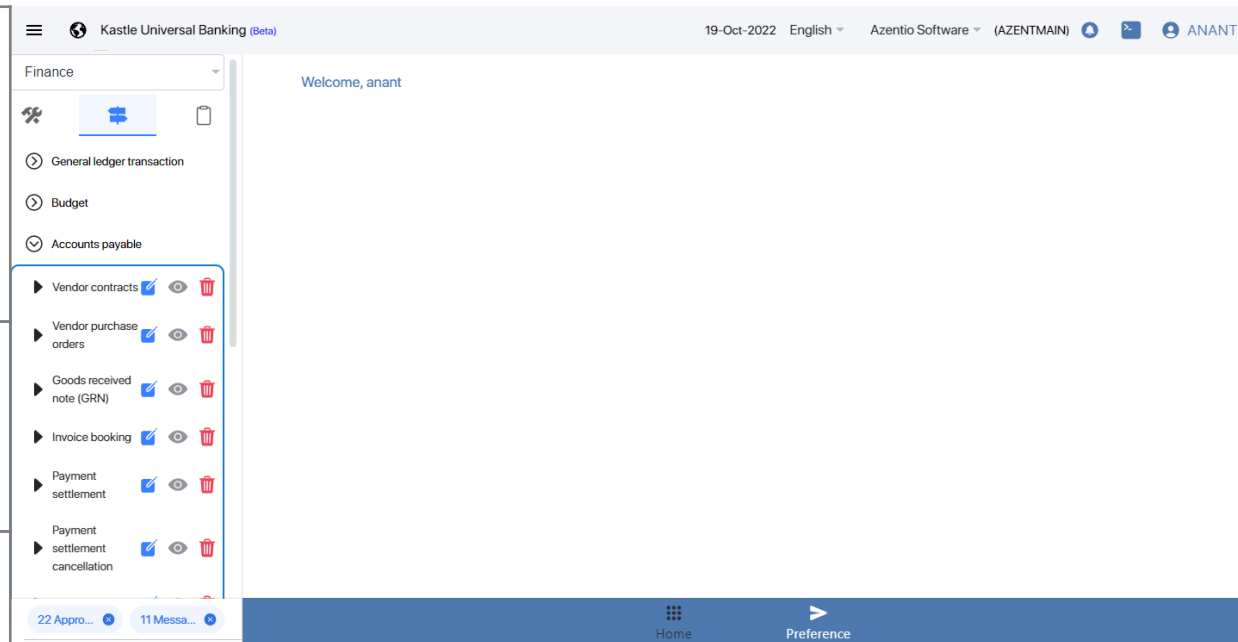 Kastle Universal Banking (Beta)
19-Oct-2022 English Azentio Software (AZENTMAIN) ANANT
Finance
Welcome, anant
General ledger transaction
Budget
Accounts payable
Vendor contracts
Vendor purchase
orders
Goods received
note (GRN)
Invoice booking
Payment
settlement
Payment
settlement
cancellation
22 Appro... 11 Messa...
Home Preference